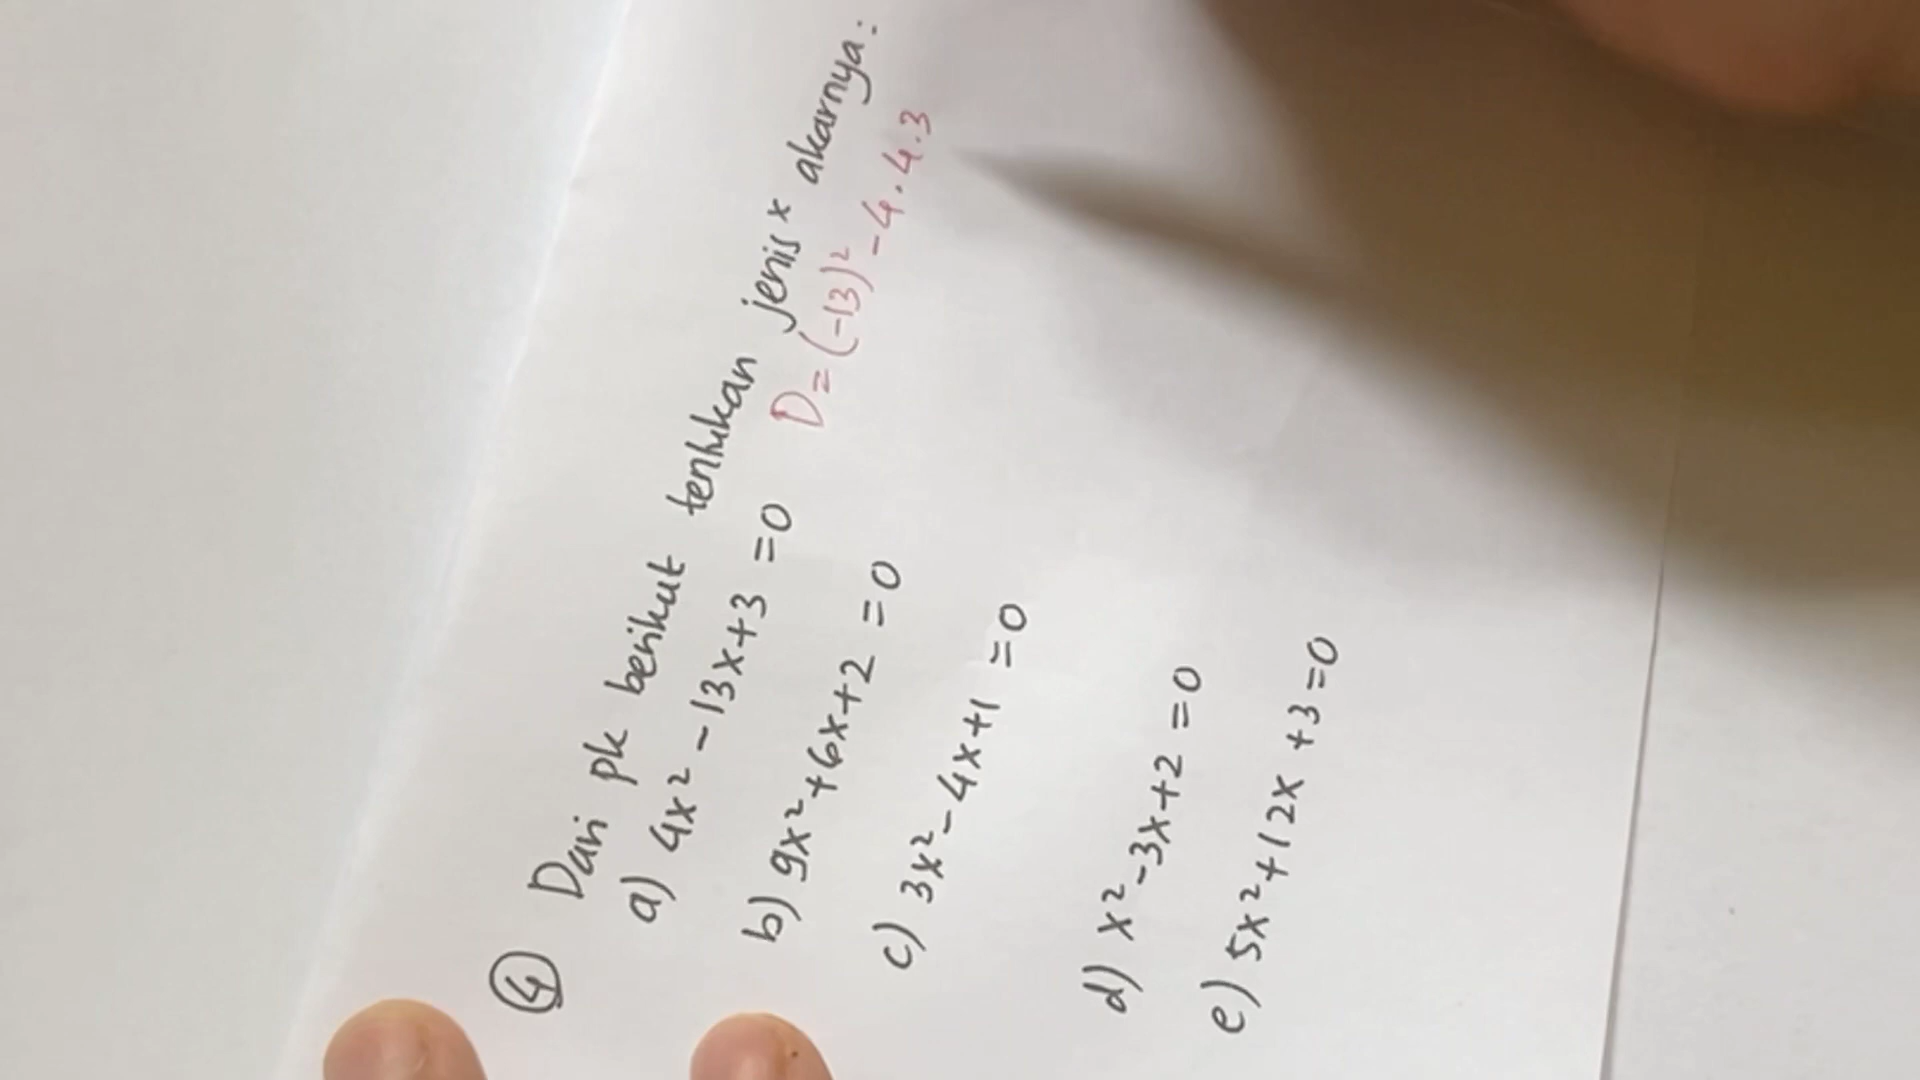 ④ Dari pk berikut tentukan jenis x akarnya:
a) 4x² - 13x + 3 = 0 D = (-13)² - 4 . 4 . 3
b) 9x² + 6x + 2 = 0
c) 3x² - 4x + 1 = 0
d) x² - 3x + 2 = 0
e) 5x² + 12x + 3 = 0